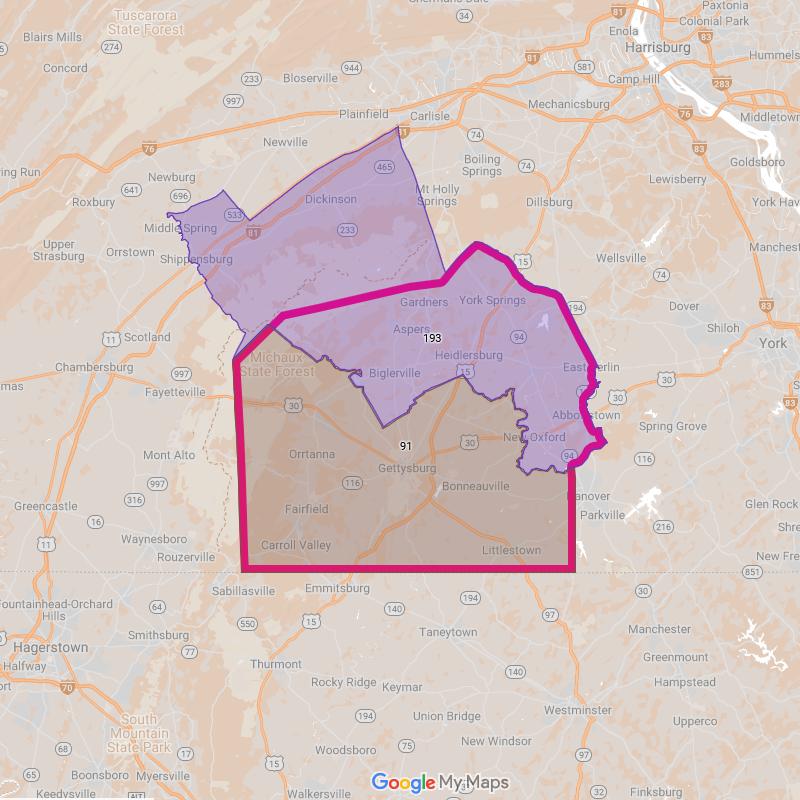 Tuscarora
State Forest
Paxtonia
Colonial Park
34
Blairs Mills
274
Enola
83
Harrisburg
81
Concord
944
Hummels
233
Bloserville
581
Camp Hill
283
997
Mechanicsburg
Plainfield
Carlisle
76
Middletown
81
74
76
Newville
83
ring Run
465
Boiling
Springs
74
Goldsboro
Newburg
Lewisberry
641
696
Dickinson
Mt Holly
Springs
Roxbury
Dillsburg
York Hav
533
Middle Spring
233
81
Upper
Strasburg
Orrstown
Shippensburg
15
Wellsville
Manchest
74
Gardners
York Springs
194
Dover
83
Aspers
193
94
Shiloh
11
Scotland
York
Michaux
State Forest
Heidlersburg
Chambersburg
997
Biglerville
15
East Berlin
30
mas
Fayetteville
30
30
83
Abbottstown
91
30
New Oxford
Spring Grove
Mont Alto
Orrtanna
94
116
Gettysburg
316
997
116
Bonneauville
Hanover
Greencastle
Fairfield
Parkville
Glen Rock
16
216
Shre
11
Waynesboro
Carroll Valley
Littlestown
Rouzerville
New Fre
851
Sabillasville
Emmitsburg
30
Fountainhead-Orchard
Hills
64
194
140
97
550
15
Smithsburg
Taneytown
Manchester
Hagerstown
77
Greenmount
Halfway
Thurmont
140
70
Rocky Ridge
Keymar
Hampstead
South
Mountain
State Park
194
Union Bridge
Westminster
Upperco
68
17
75
New Windsor
Woodsboro
97
15
65
Boonsboro
Myersville
Google My Maps
Keedysville
Walkersville
32
Finksburg